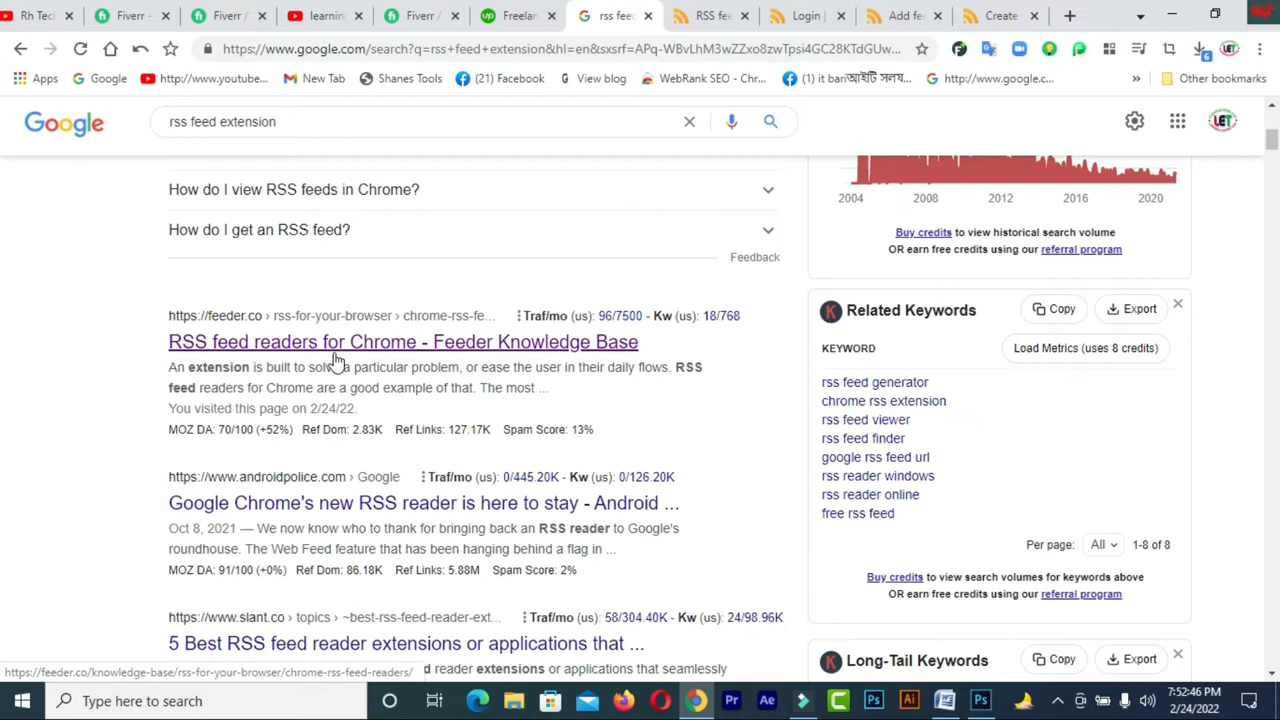 Rh Tech
Fiverr -
Fiverr /
learning
Fiverr -
Freelan
rss feed
RSS fee
Login |
Add fee
Create
https://www.google.com/search?q=rss+feed+extension&hl=en&sxsrf=APq-WBvLhM3wZZxo8zwTpsi4GC28KTdGUw...
6
Apps
Google
http://www.youtube...
New Tab
Shanes Tools
(21) Facebook
View blog
WebRank SEO - Chr...
(1) it banআইটি সলয...
http://www.google.c...
»
Other bookmarks
Google
rss feed extension
LET
How do I view RSS feeds in Chrome?
How do I get an RSS feed?
Feedback
https://feeder.co › rss-for-your-browser › chrome-rss-fe...
Traf/mo (us): 96/7500 - Kw (us): 18/768
RSS feed readers for Chrome - Feeder Knowledge Base
An extension is built to solve a particular problem, or ease the user in their daily flows. RSS
feed readers for Chrome are a good example of that. The most ...
You visited this page on 2/24/22.
MOZ DA: 70/100 (+52%) Ref Dom: 2.83K Ref Links: 127.17K Spam Score: 13%
https://www.androidpolice.com › Google
Traf/mo (us): 0/445.20K - Kw (us): 0/126.20K
Google Chrome's new RSS reader is here to stay - Android ...
Oct 8, 2021 — We now know who to thank for bringing back an RSS reader to Google's
roundhouse. The Web Feed feature that has been hanging behind a flag in ...
MOZ DA: 91/100 (+0%) Ref Dom: 86.18K Ref Links: 5.88M Spam Score: 2%
https://www.slant.co › topics › ~best-rss-feed-reader-ext...
Traf/mo (us): 58/304.40K - Kw (us): 24/98.96K
5 Best RSS feed reader extensions or applications that ...
d reader extensions or applications that seamlessly
https://feeder.co/knowledge-base/rss-for-your-browser/chrome-rss-feed-readers/
2004 2008 2012 2016 2020
Buy credits to view historical search volume
OR earn free credits using our referral program
Related Keywords
Copy
Export
KEYWORD
Load Metrics (uses 8 credits)
rss feed generator
chrome rss extension
rss feed viewer
rss feed finder
google rss feed url
rss reader windows
rss reader online
free rss feed
Per page: All 1-8 of 8
Buy credits to view search volumes for keywords above
OR earn free credits using our referral program
Long-Tail Keywords
Copy
Export
Type here to search
Pr
Ae
Ps
Ai
Ps
7:52:46 PM
2/24/2022